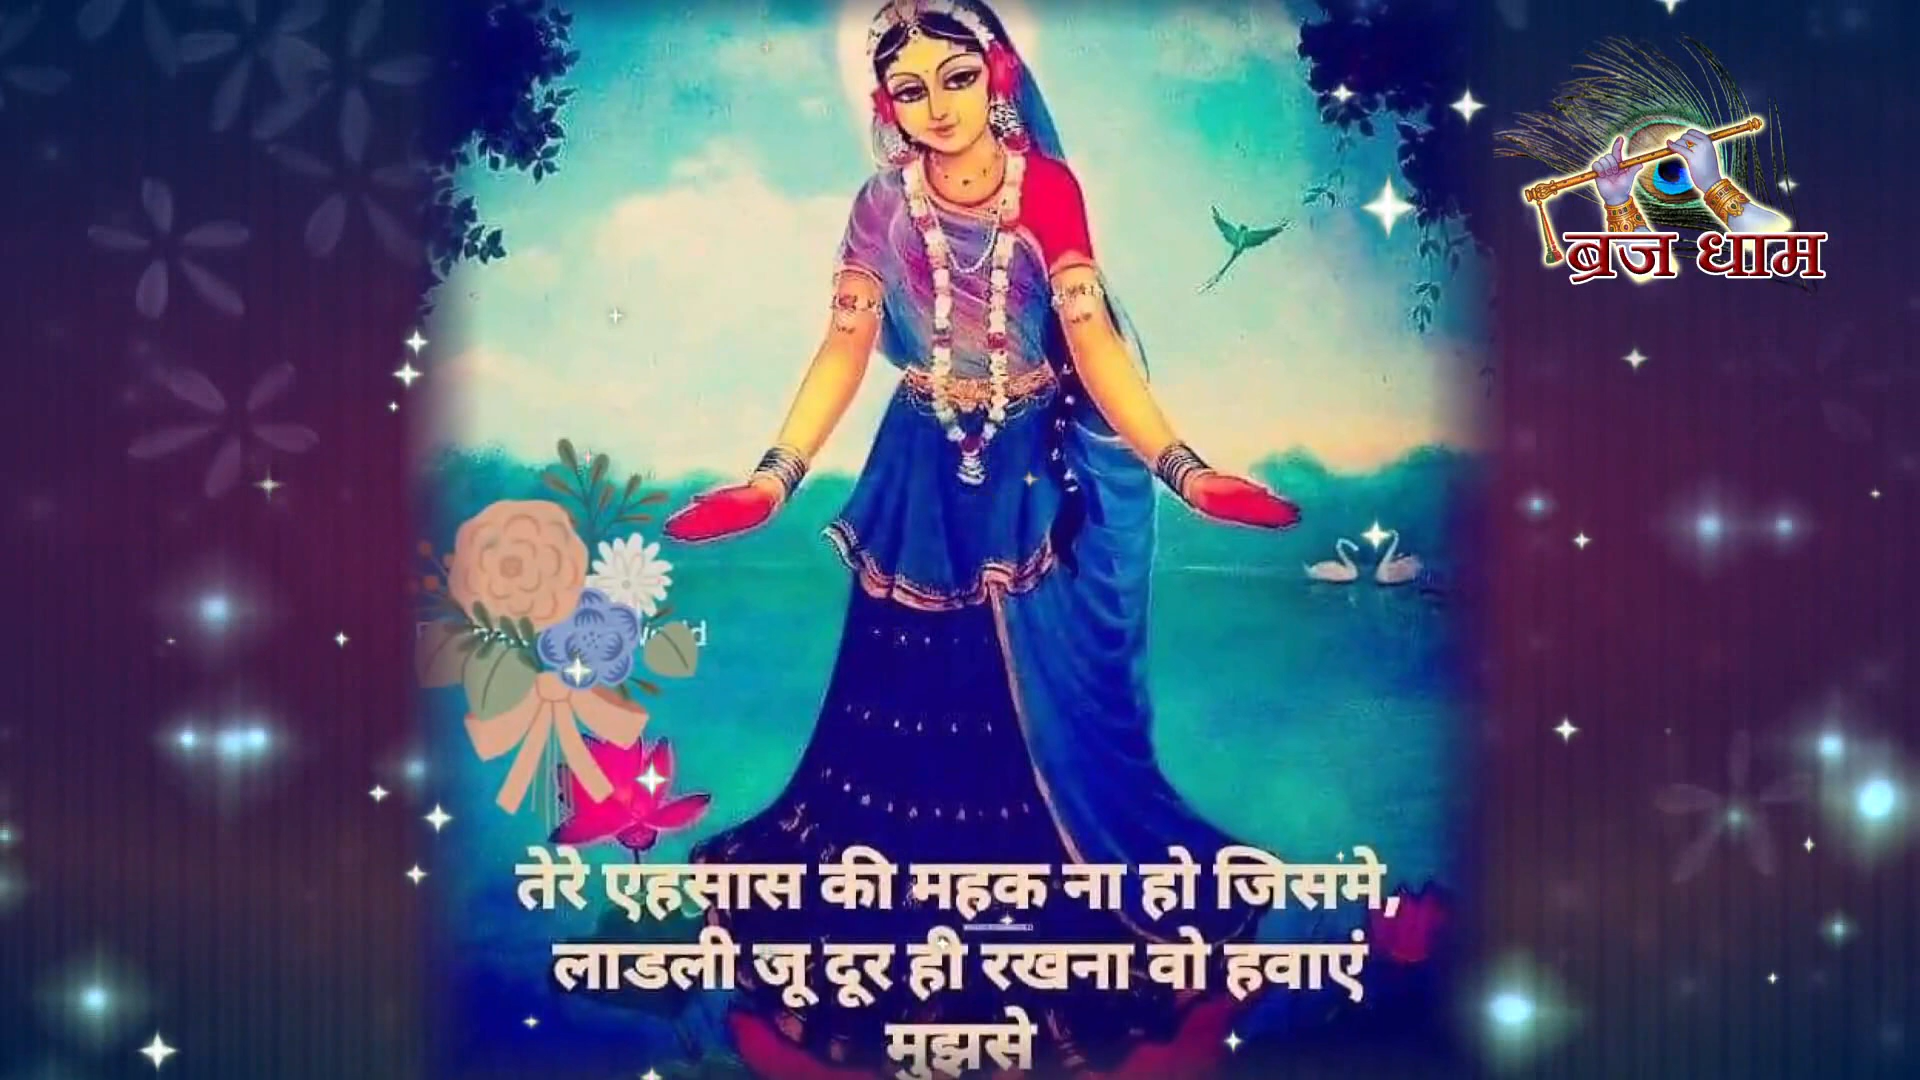 ब्रज धाम
तेरे एहसास की महक ना हो जिसमे,
लाडली जू दूर ही रखना वो हवाएं
मुझसे